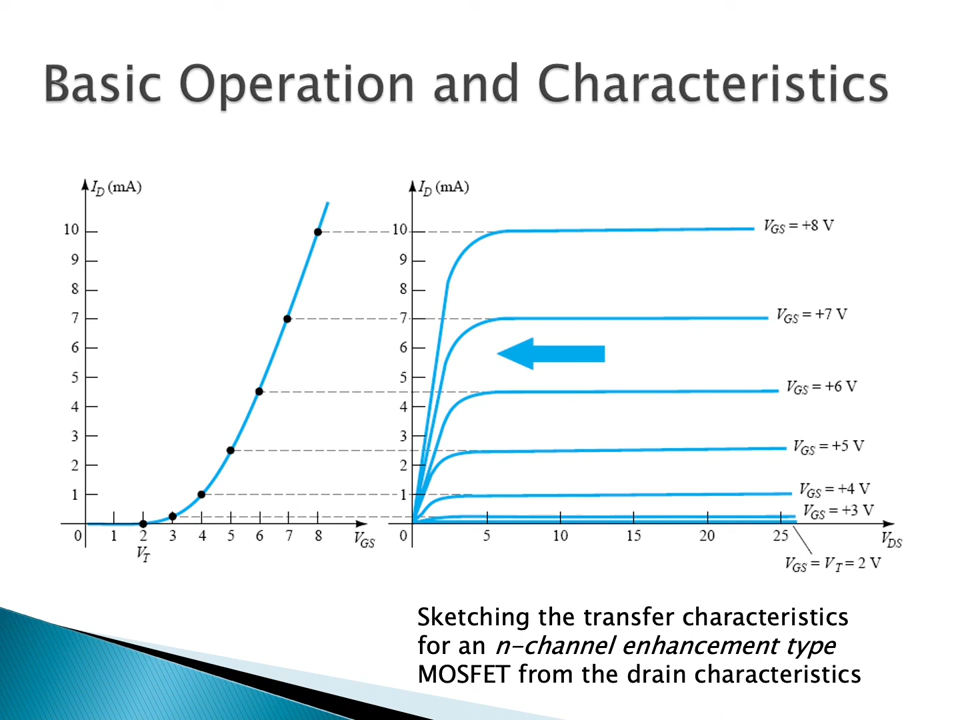 Basic Operation and Characteristics
I_D (mA)
10
9
8
7
6
5
4
3
2
1
0 1 2 3 4 5 6 7 8 V_GS
V_T
I_D (mA)
10
9
8
7
6
5
4
3
2
1
0 5 10 15 20 25 V_DS
V_GS = +8 V
V_GS = +7 V
V_GS = +6 V
V_GS = +5 V
V_GS = +4 V
V_GS = +3 V
V_GS = V_T = 2 V
Sketching the transfer characteristics
for an n-channel enhancement type
MOSFET from the drain characteristics